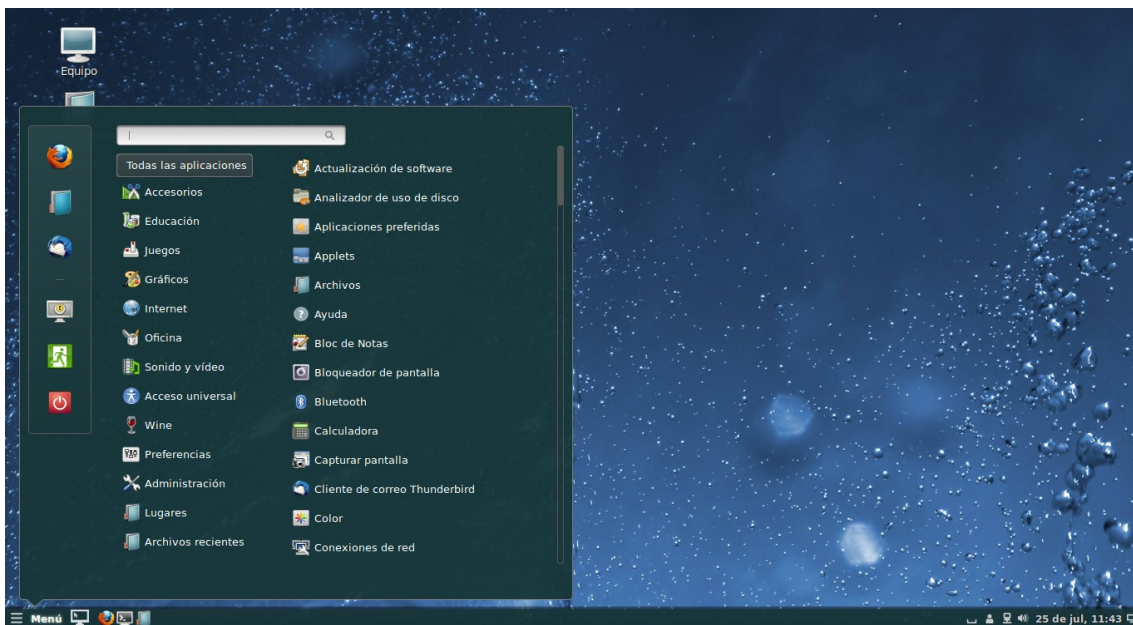 Equipo
Todas las aplicaciones
Accesorios
Educación
Juegos
Gráficos
Internet
Oficina
Sonido y vídeo
Acceso universal
Wine
Preferencias
Administración
Lugares
Archivos recientes
Actualización de software
Analizador de uso de disco
Aplicaciones preferidas
Applets
Archivos
Ayuda
Bloc de Notas
Bloqueador de pantalla
Bluetooth
Calculadora
Capturar pantalla
Cliente de correo Thunderbird
Color
Conexiones de red
Menú
25 de jul, 11:43